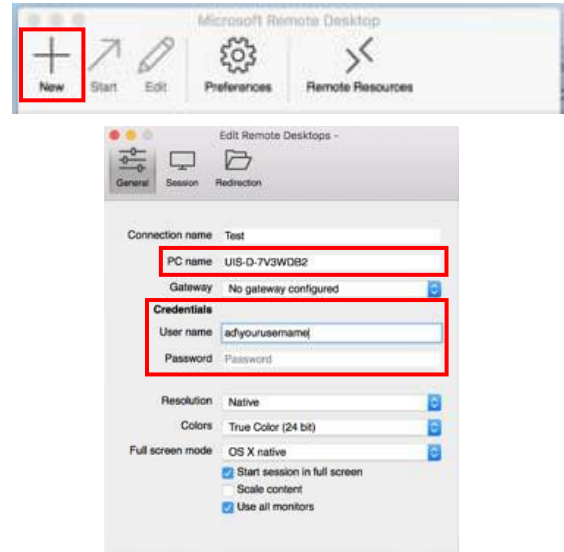 Microsoft Remote Desktop
New Start Edit Preferences Remote Resources
Edit Remote Desktops -
General Session Redirection
Connection name Test
PC name UIS-D-7V3WDB2
Gateway No gateway configured
Credentials
User name ad\yourusername
Password Password
Resolution Native
Colors True Color (24 bit)
Full screen mode OS X native
Start session in full screen
Scale content
Use all monitors